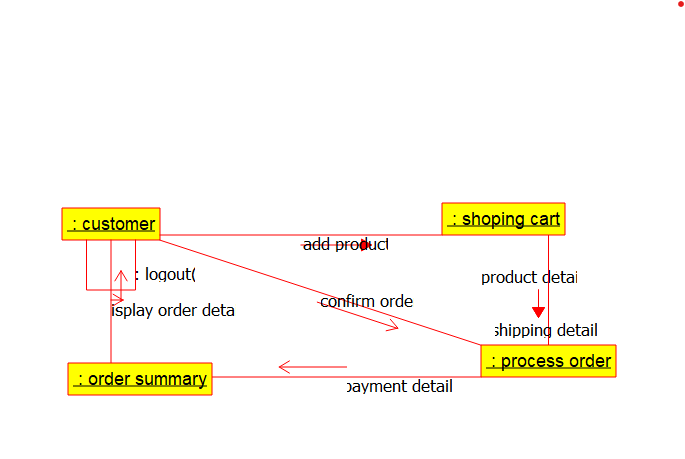 : customer
: shoping cart
add product
: logout(
product detai
confirm orde
isplay order deta
shipping detail
: process order
: order summary
payment detail